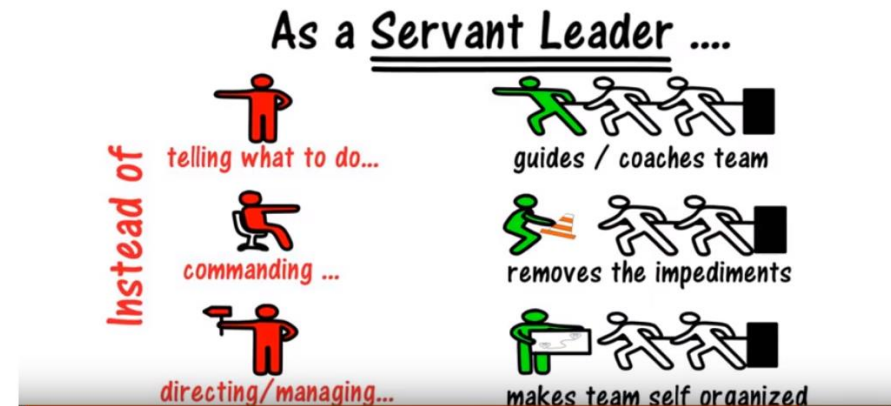 As a Servant Leader ....
Instead of
telling what to do...
guides / coaches team
commanding ...
removes the impediments
directing/managing...
makes team self organized